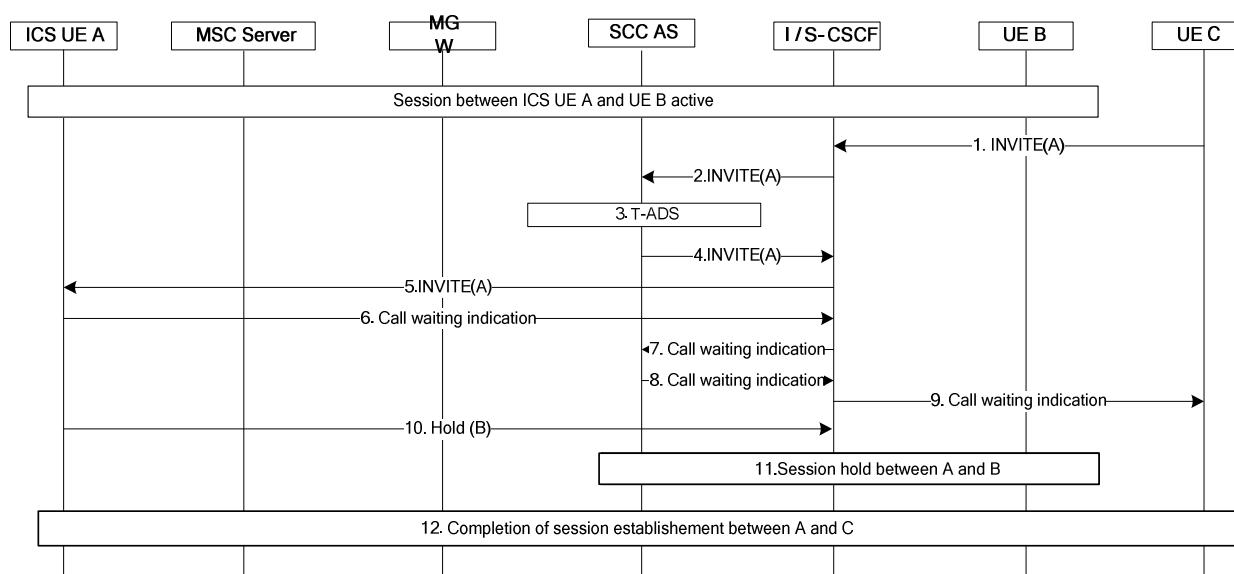 ICS UE A
MSC Server
MG
W
SCC AS
I / S- CSCF
UE B
UE C
Session between ICS UE A and UE B active
1. INVITE(A)
2.INVITE(A)
3. T-ADS
4.INVITE(A)
5.INVITE(A)
6. Call waiting indication
7. Call waiting indication
8. Call waiting indication
9. Call waiting indication
10. Hold (B)
11.Session hold between A and B
12. Completion of session establishement between A and C